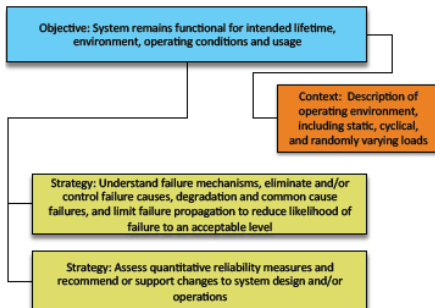 Objective: System remains functional for intended lifetime,
environment, operating conditions and usage
Context: Description of
operating environment,
including static, cyclical,
and randomly varying loads
Strategy: Understand failure mechanisms, eliminate and/or
control failure causes, degradation and common cause
failures, and limit failure propagation to reduce likelihood of
failure to an acceptable level
Strategy: Assess quantitative reliability measures and
recommend or support changes to system design and/or
operations